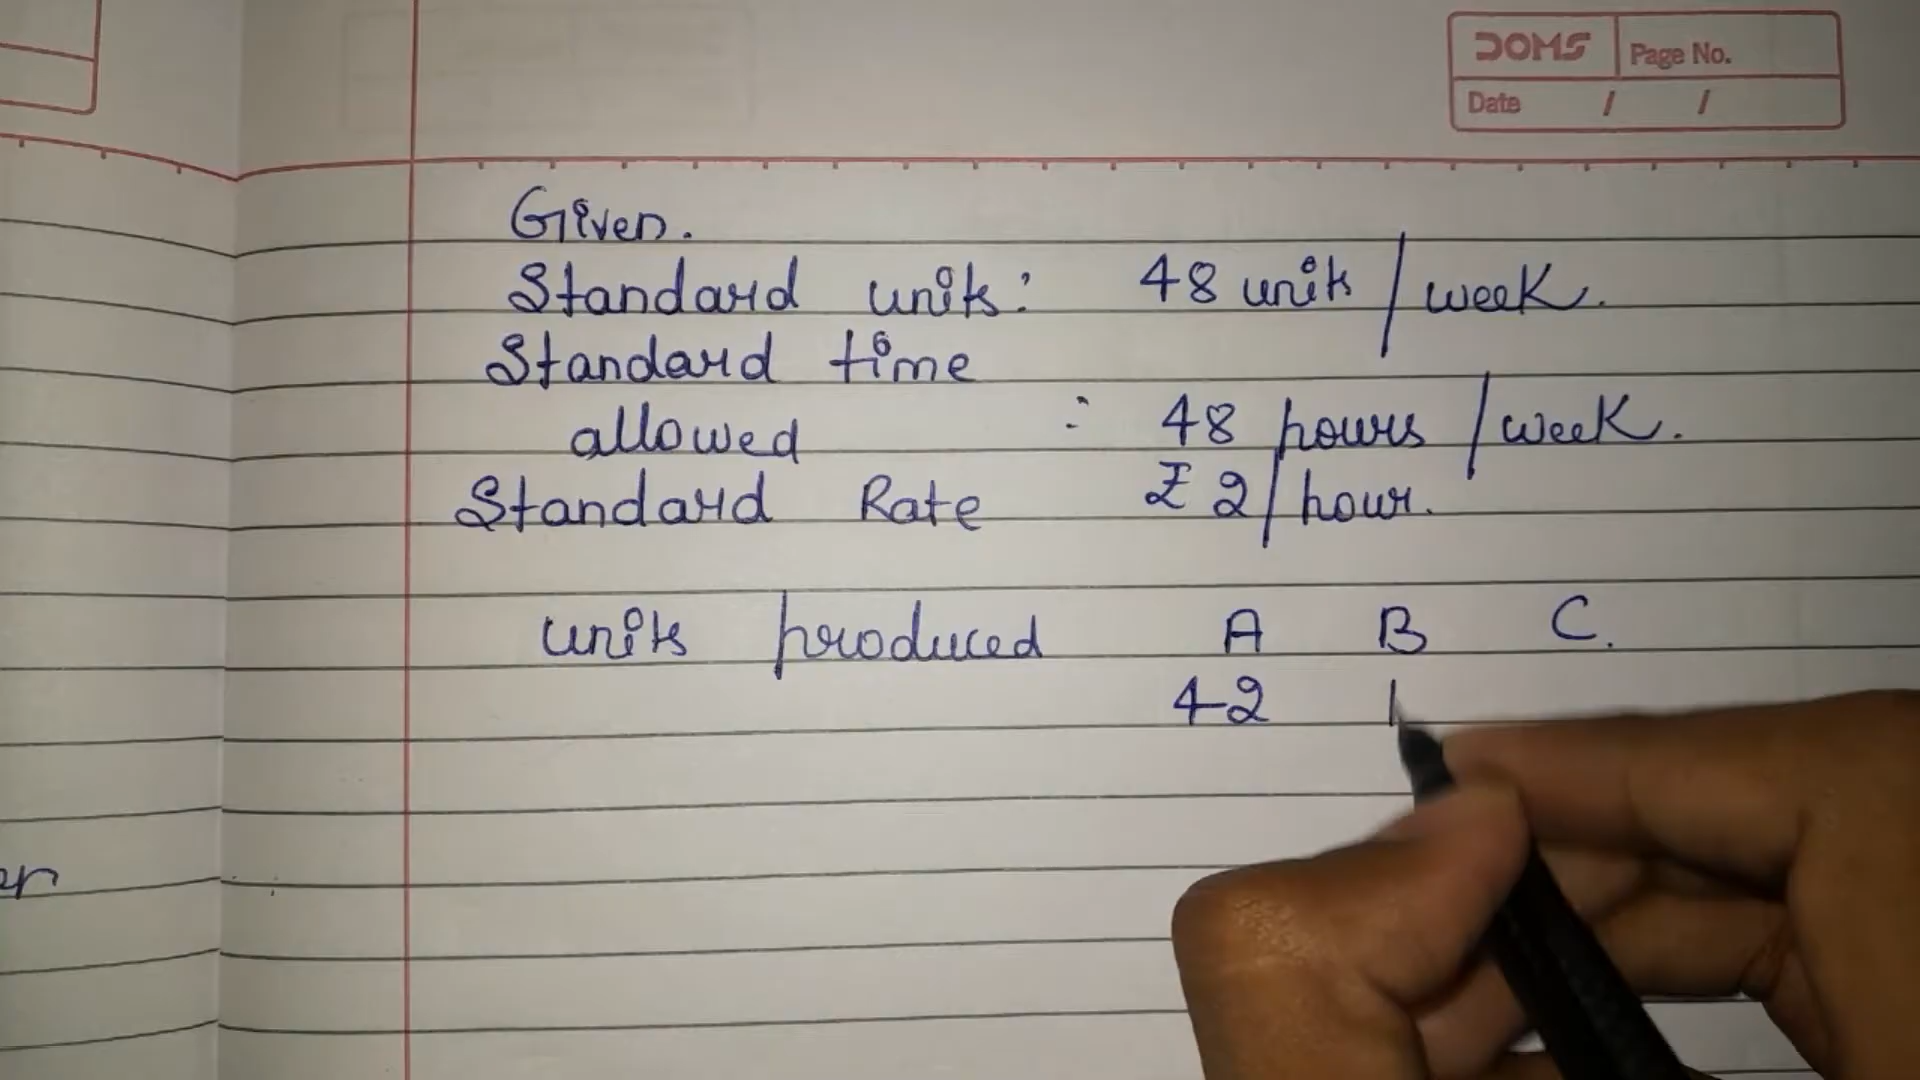 DOMS Page No.
Date / /
Given.
Standard units: 48 units / week.
Standard time
allowed : 48 hours / week.
Standard Rate ₹ 2 / hour.
units produced A B C.
42
er